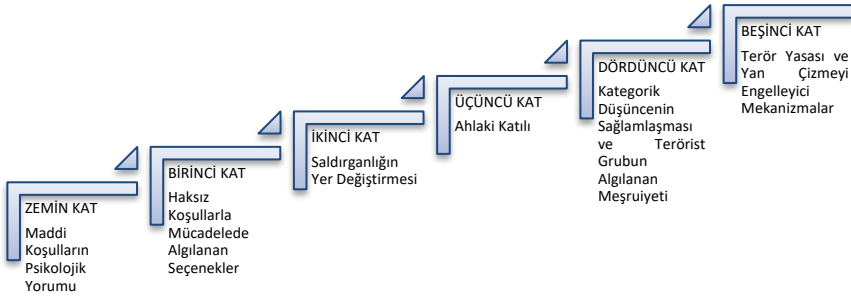 ZEMİN KAT
Maddi
Koşulların
Psikolojik
Yorumu
BİRİNCİ KAT
Haksız
Koşullarla
Mücadelede
Algılanan
Seçenekler
İKİNCİ KAT
Saldırganlığın
Yer Değiştirmesi
ÜÇÜNCÜ KAT
Ahlaki Katılı
DÖRDÜNCÜ KAT
Kategorik
Düşüncenin
Sağlamlaşması
ve Terörist
Grubun
Algılanan
Meşruiyeti
BEŞİNCİ KAT
Terör Yasası ve
Yan Çizmeyi
Engelleyici
Mekanizmalar